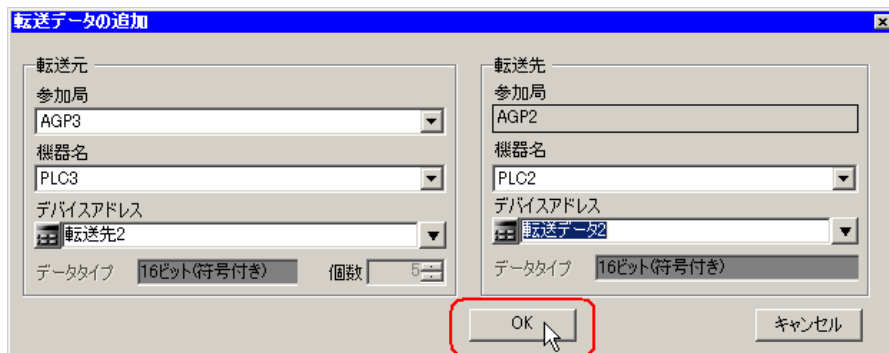 転送データの追加
転送元
参加局
AGP3
機器名
PLC3
デバイスアドレス
転送先2
データタイプ 16ビット(符号付き) 個数 5
転送先
参加局
AGP2
機器名
PLC2
デバイスアドレス
転送データ2
データタイプ 16ビット(符号付き)
OK キャンセル